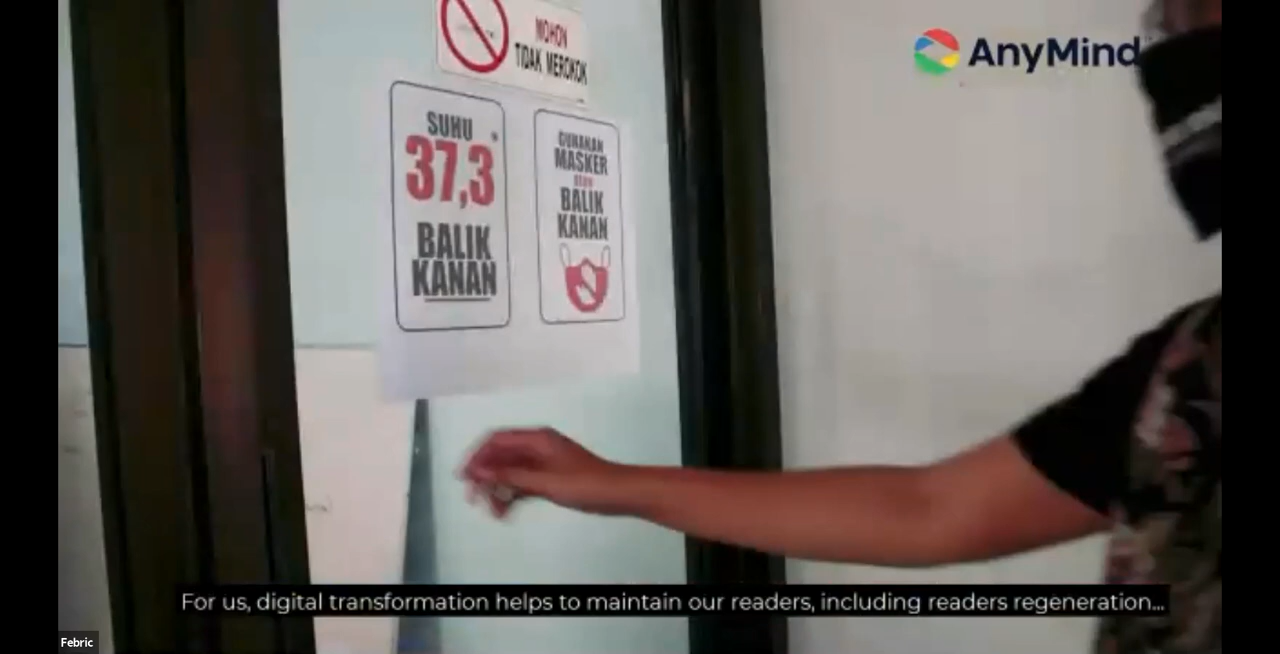 MOHON
TIDAK MEROKOK
AnyMind
SUHU
37,3°
BALIK
KANAN
GUNAKAN
MASKER
BALIK
KANAN
For us, digital transformation helps to maintain our readers, including readers regeneration...
Febric